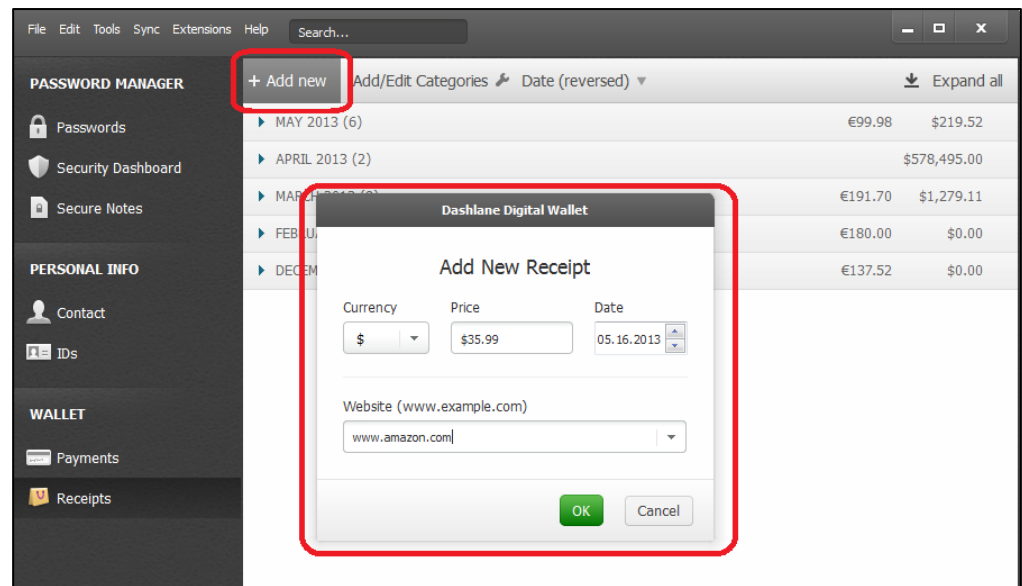 File Edit Tools Sync Extensions Help Search...
PASSWORD MANAGER
Passwords
Security Dashboard
Secure Notes
PERSONAL INFO
Contact
IDs
WALLET
Payments
Receipts
+ Add new Add/Edit Categories Date (reversed) Expand all
MAY 2013 (6) €99.98 $219.52
APRIL 2013 (2) $578,495.00
MARCH 2013 €191.70 $1,279.11
FEBRU €180.00 $0.00
DECEM €137.52 $0.00
Dashlane Digital Wallet
Add New Receipt
Currency Price Date
$ $35.99 05.16.2013
Website (www.example.com)
www.amazon.com
OK Cancel